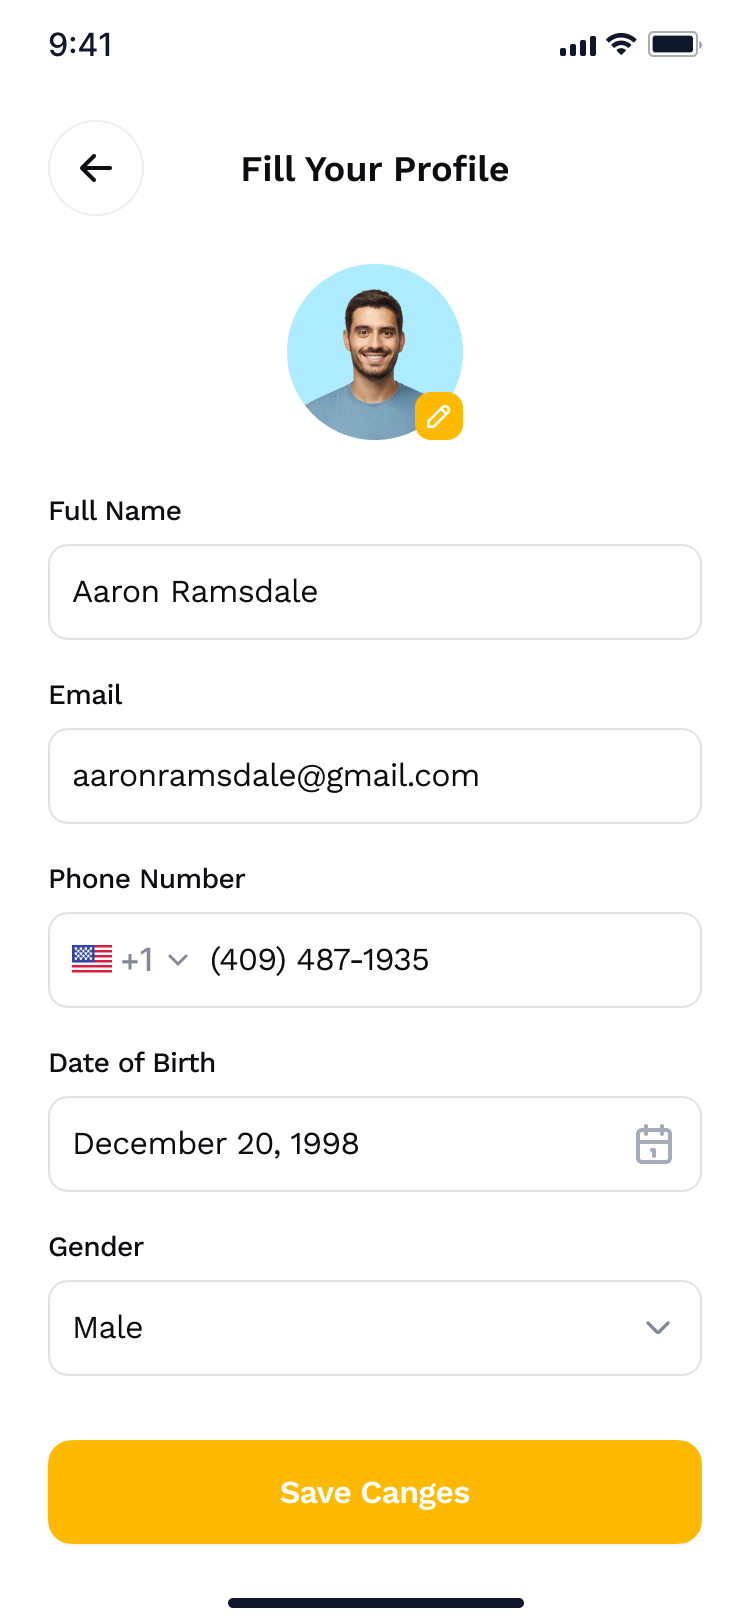 9:41
Fill Your Profile
Full Name
Aaron Ramsdale
Email
aaronramsdale@gmail.com
Phone Number
+1 (409) 487-1935
Date of Birth
December 20, 1998
1
Gender
Male
Save Canges